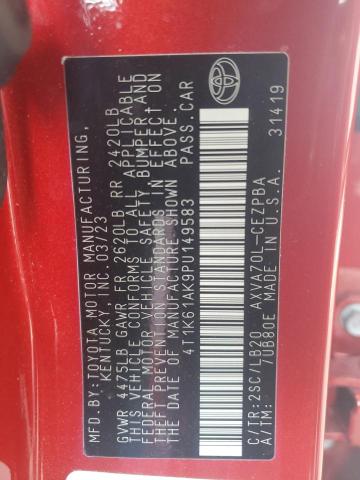 MFD.BY:TOYOTA MOTOR MANUFACTURING,
KENTUCKY, INC. 03/23
GVWR 4475LB GAWR FR 2620LB RR 2420LB
THIS VEHICLE CONFORMS TO ALL APPLICABLE
FEDERAL MOTOR VEHICLE SAFETY, BUMPER AND
THEFT PREVENTION STANDARDS IN EFFECT ON
THE DATE OF MANUFACTURE SHOWN ABOVE.
4T1K61AK9PU149583 PASS.CAR
C/TR:2SC/LB20 AXVA70L-CEZPBA
A/TM: /UB80E MADE IN U.S.A.
31419